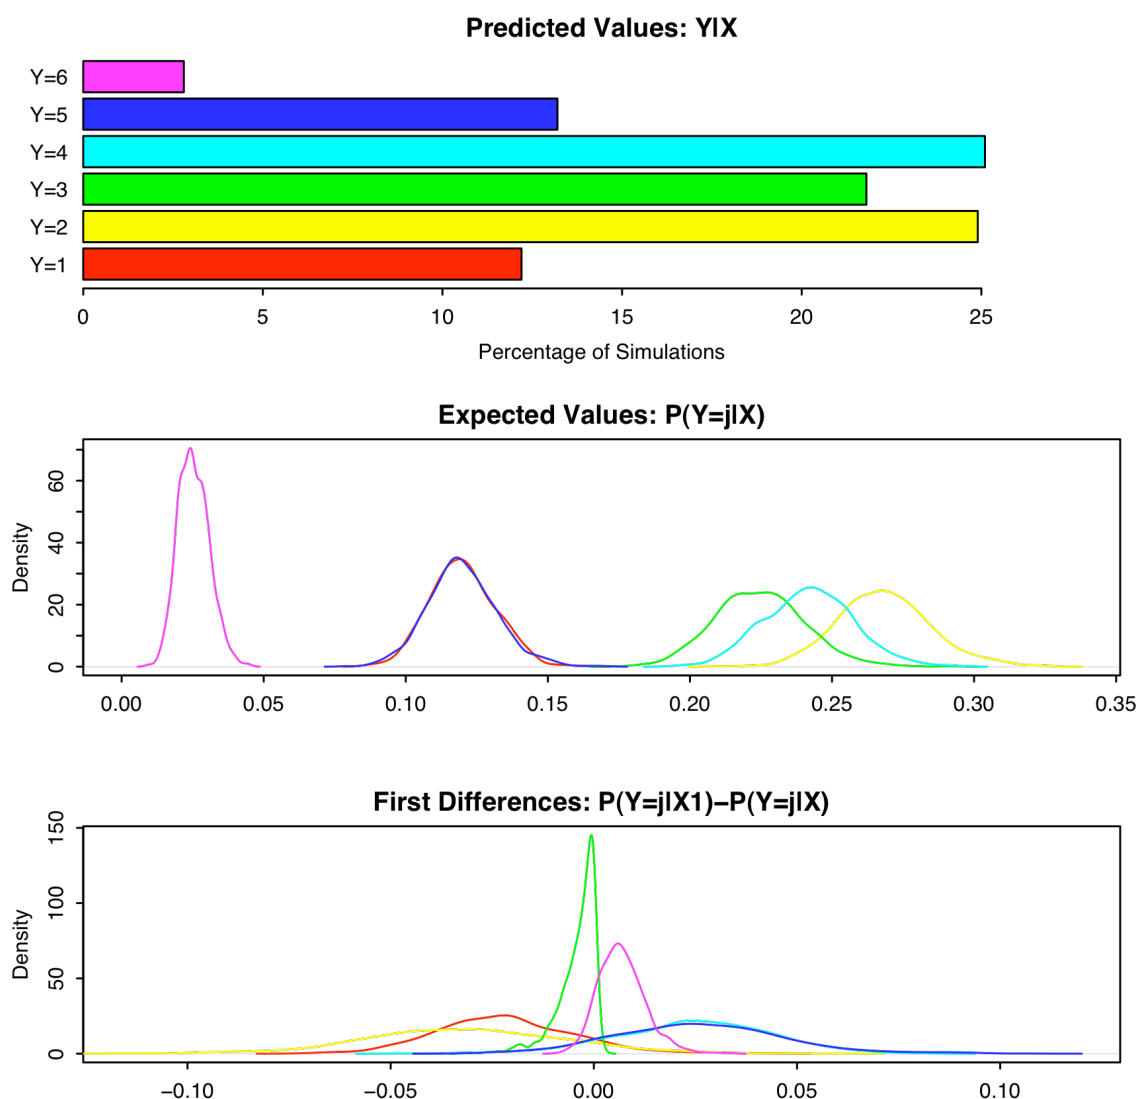 Predicted Values: Y|X
Y=6
Y=5
Y=4
Y=3
Y=2
Y=1
0 5 10 15 20 25
Percentage of Simulations
Expected Values: P(Y=j|X)
Density
60
40
20
0
0.00 0.05 0.10 0.15 0.20 0.25 0.30 0.35
First Differences: P(Y=j|X1)−P(Y=j|X)
Density
150
100
50
0
−0.10 −0.05 0.00 0.05 0.10